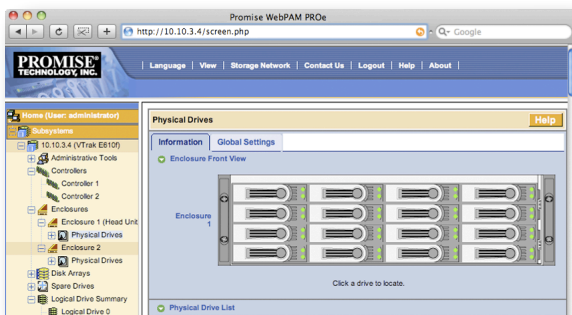 Promise WebPAM PROe
http://10.10.3.4/screen.php
Google
PROMISE®
TECHNOLOGY, INC.
| Language | View | Storage Network | Contact Us | Logout | Help | About |
Home (User: administrator)
Subsystems
10.10.3.4 (VTrak E610f)
Administrative Tools
Controllers
Controller 1
Controller 2
Enclosures
Enclosure 1 (Head Unit
Physical Drives
Enclosure 2
Physical Drives
Disk Arrays
Spare Drives
Logical Drive Summary
Logical Drive 0
Physical Drives
Help
Information
Global Settings
Enclosure Front View
Enclosure
1
Click a drive to locate.
Physical Drive List